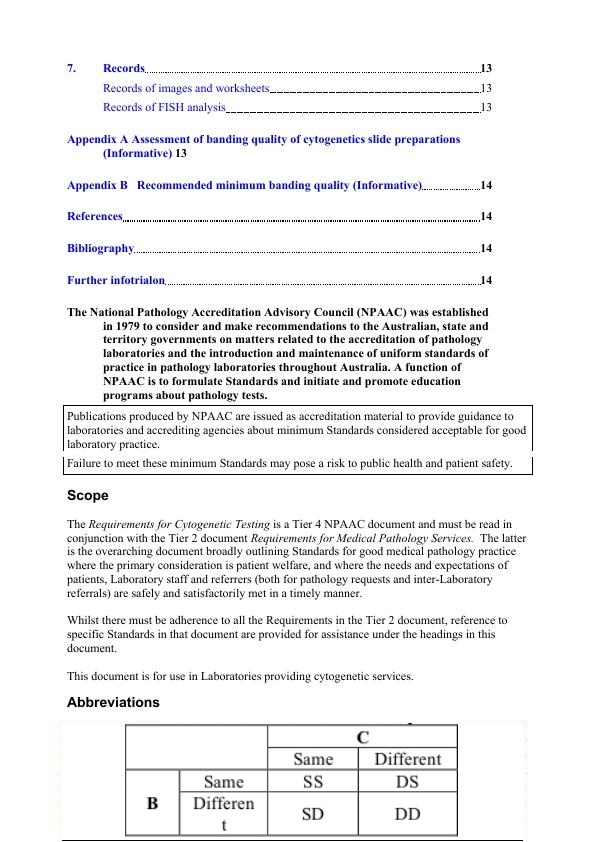 7. Records 13
Records of images and worksheets 13
Records of FISH analysis 13
Appendix A Assessment of banding quality of cytogenetics slide preparations
(Informative) 13
Appendix B Recommended minimum banding quality (Informative) 14
References 14
Bibliography 14
Further infotrialon 14
The National Pathology Accreditation Advisory Council (NPAAC) was established
in 1979 to consider and make recommendations to the Australian, state and
territory governments on matters related to the accreditation of pathology
laboratories and the introduction and maintenance of uniform standards of
practice in pathology laboratories throughout Australia. A function of
NPAAC is to formulate Standards and initiate and promote education
programs about pathology tests.
Publications produced by NPAAC are issued as accreditation material to provide guidance to
laboratories and accrediting agencies about minimum Standards considered acceptable for good
laboratory practice.
Failure to meet these minimum Standards may pose a risk to public health and patient safety.
Scope
The Requirements for Cytogenetic Testing is a Tier 4 NPAAC document and must be read in
conjunction with the Tier 2 document Requirements for Medical Pathology Services. The latter
is the overarching document broadly outlining Standards for good medical pathology practice
where the primary consideration is patient welfare, and where the needs and expectations of
patients, Laboratory staff and referrers (both for pathology requests and inter-Laboratory
referrals) are safely and satisfactorily met in a timely manner.
Whilst there must be adherence to all the Requirements in the Tier 2 document, reference to
specific Standards in that document are provided for assistance under the headings in this
document.
This document is for use in Laboratories providing cytogenetic services.
Abbreviations
C
Same Different
B Same SS DS
Differen
t SD DD